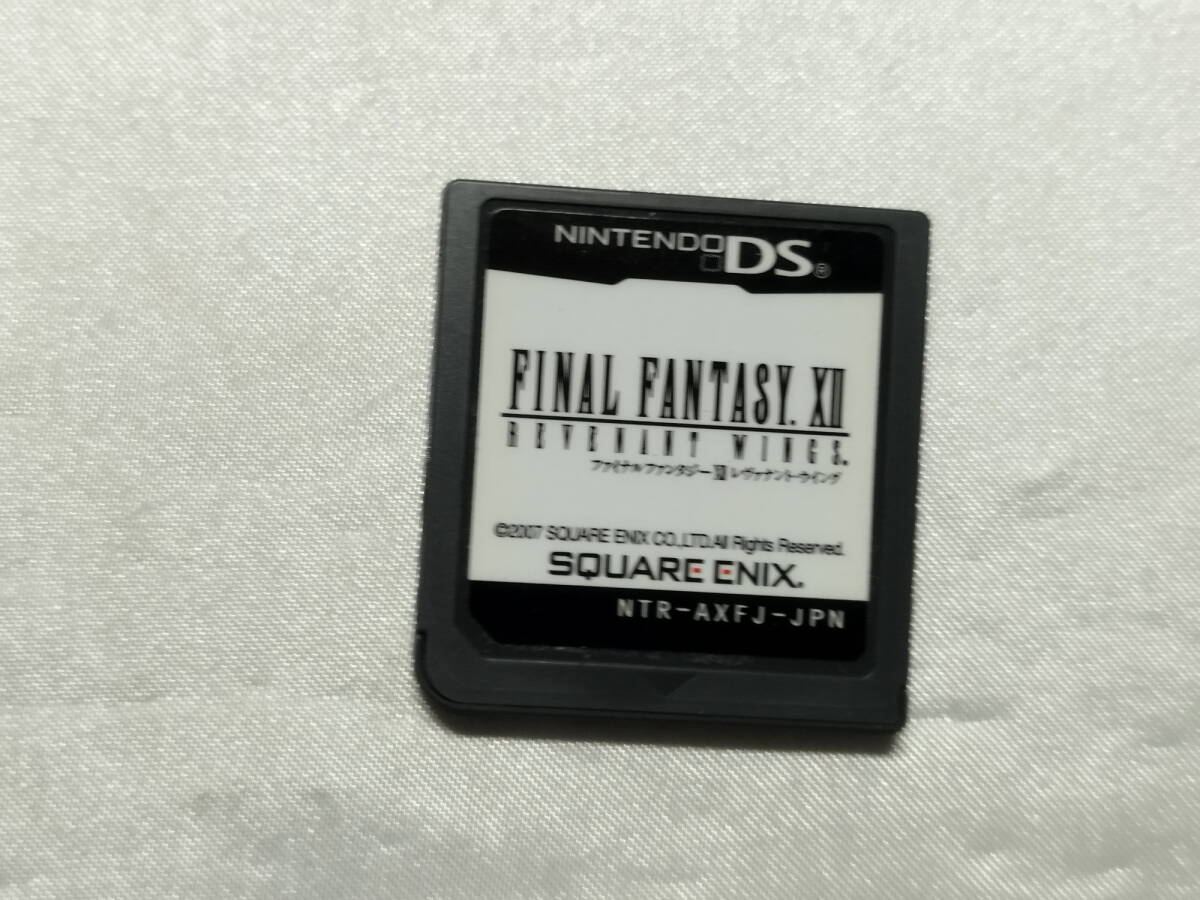 NINTENDO DS®
FINAL FANTASY. XII
REVENANT WINGS.
ファイナルファンタジーXII レヴァナント・ウイング
©2007 SQUARE ENIX CO.,LTD.All Rights Reserved.
SQUARE ENIX.
NTR-AXFJ-JPN